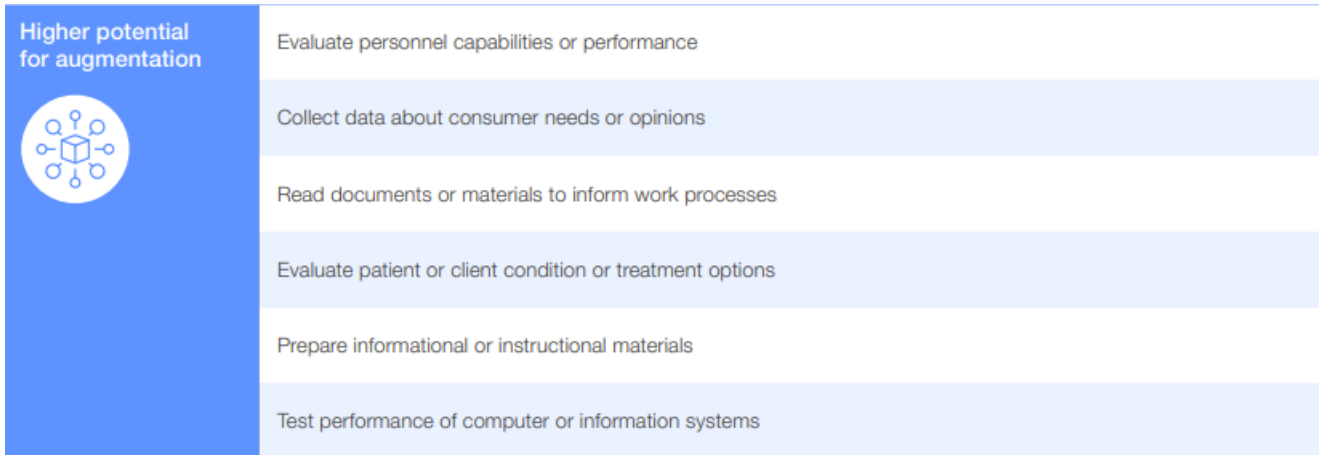 Higher potential
for augmentation
Evaluate personnel capabilities or performance
Collect data about consumer needs or opinions
Read documents or materials to inform work processes
Evaluate patient or client condition or treatment options
Prepare informational or instructional materials
Test performance of computer or information systems